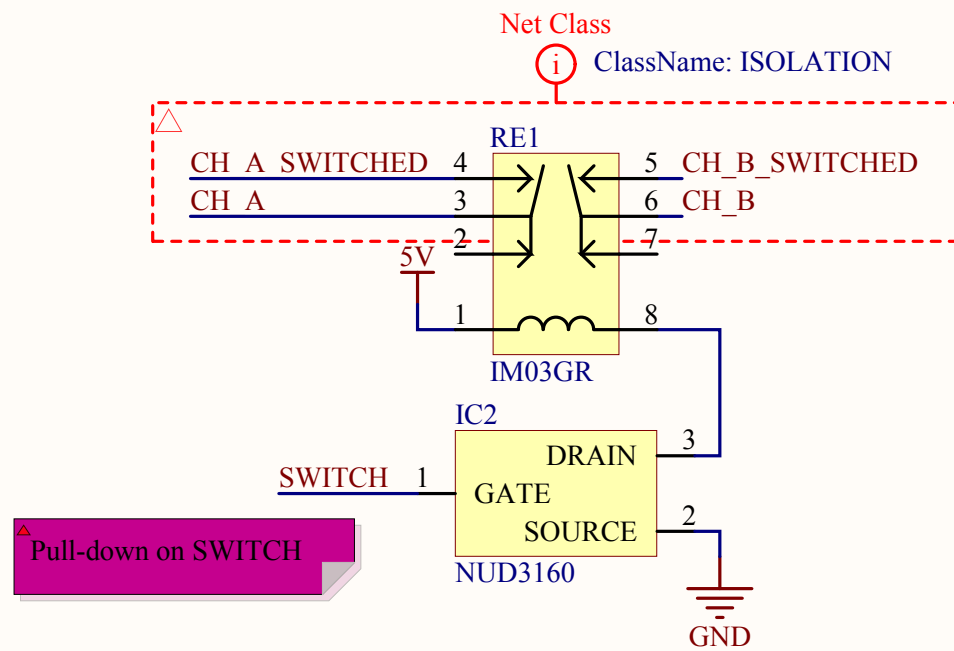 Net Class
i ClassName: ISOLATION
RE1
CH_A_SWITCHED 4 5 CH_B_SWITCHED
CH_A 3 6 CH_B
2 7
5V
1 8
IM03GR
IC2
DRAIN 3
SWITCH 1 GATE
SOURCE 2
Pull-down on SWITCH
NUD3160
GND